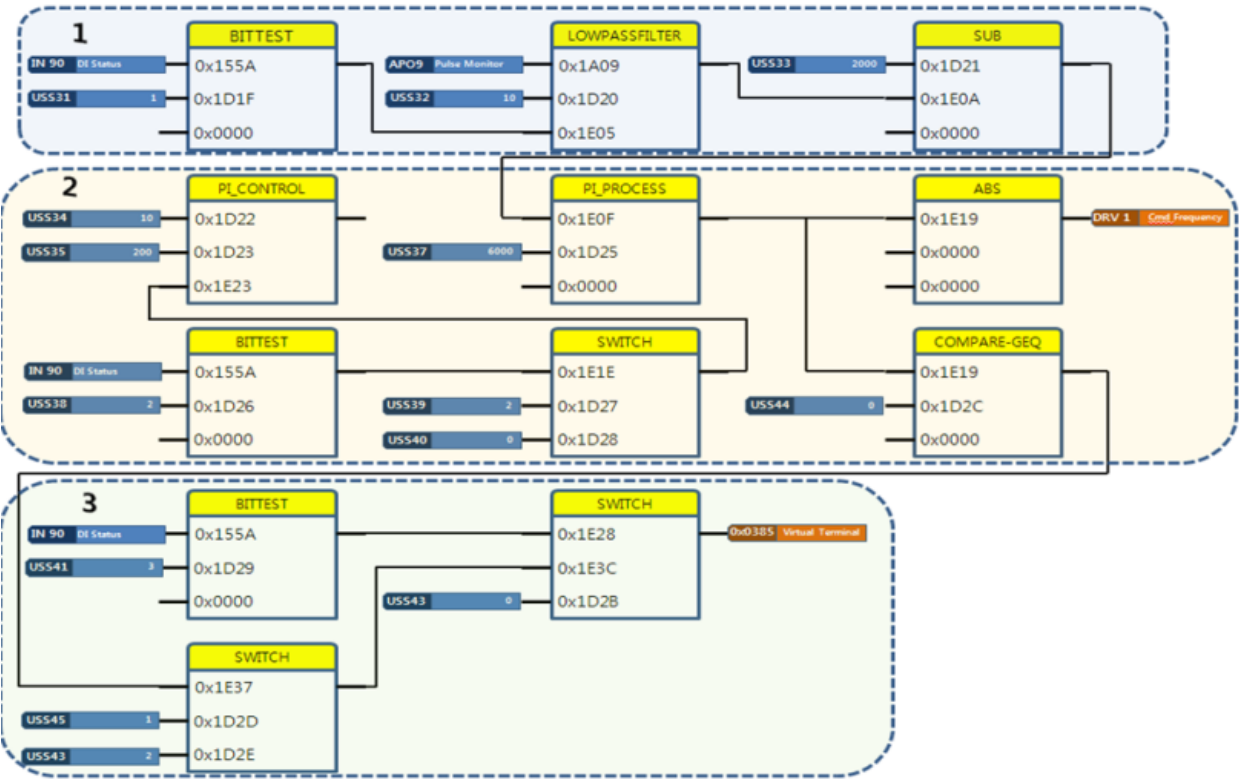 1
BITTEST
LOWPASSFILTER
SUB
IN 90 DI Status
0x155A
APO9 Pulse Monitor
0x1A09
USS33 2000
0x1D21
USS31 1
0x1D1F
USS32 10
0x1D20
0x1E0A
0x0000
0x1E05
0x0000
2
PI_CONTROL
PI_PROCESS
ABS
USS34 10
0x1D22
0x1E0F
0x1E19
DRV 1 Cmd_Frequency
USS35 200
0x1D23
USS37 6000
0x1D25
0x0000
0x1E23
0x0000
0x0000
BITTEST
SWITCH
COMPARE-GEQ
IN 90 DI Status
0x155A
0x1E1E
0x1E19
USS38 2
0x1D26
USS39 2
0x1D27
USS44 0
0x1D2C
0x0000
USS40 0
0x1D28
0x0000
3
BITTEST
SWITCH
IN 90 DI Status
0x155A
0x1E28
0x0385 Virtual Terminal
USS41 3
0x1D29
0x1E3C
0x0000
USS43 0
0x1D2B
SWITCH
0x1E37
USS45 1
0x1D2D
USS43 2
0x1D2E